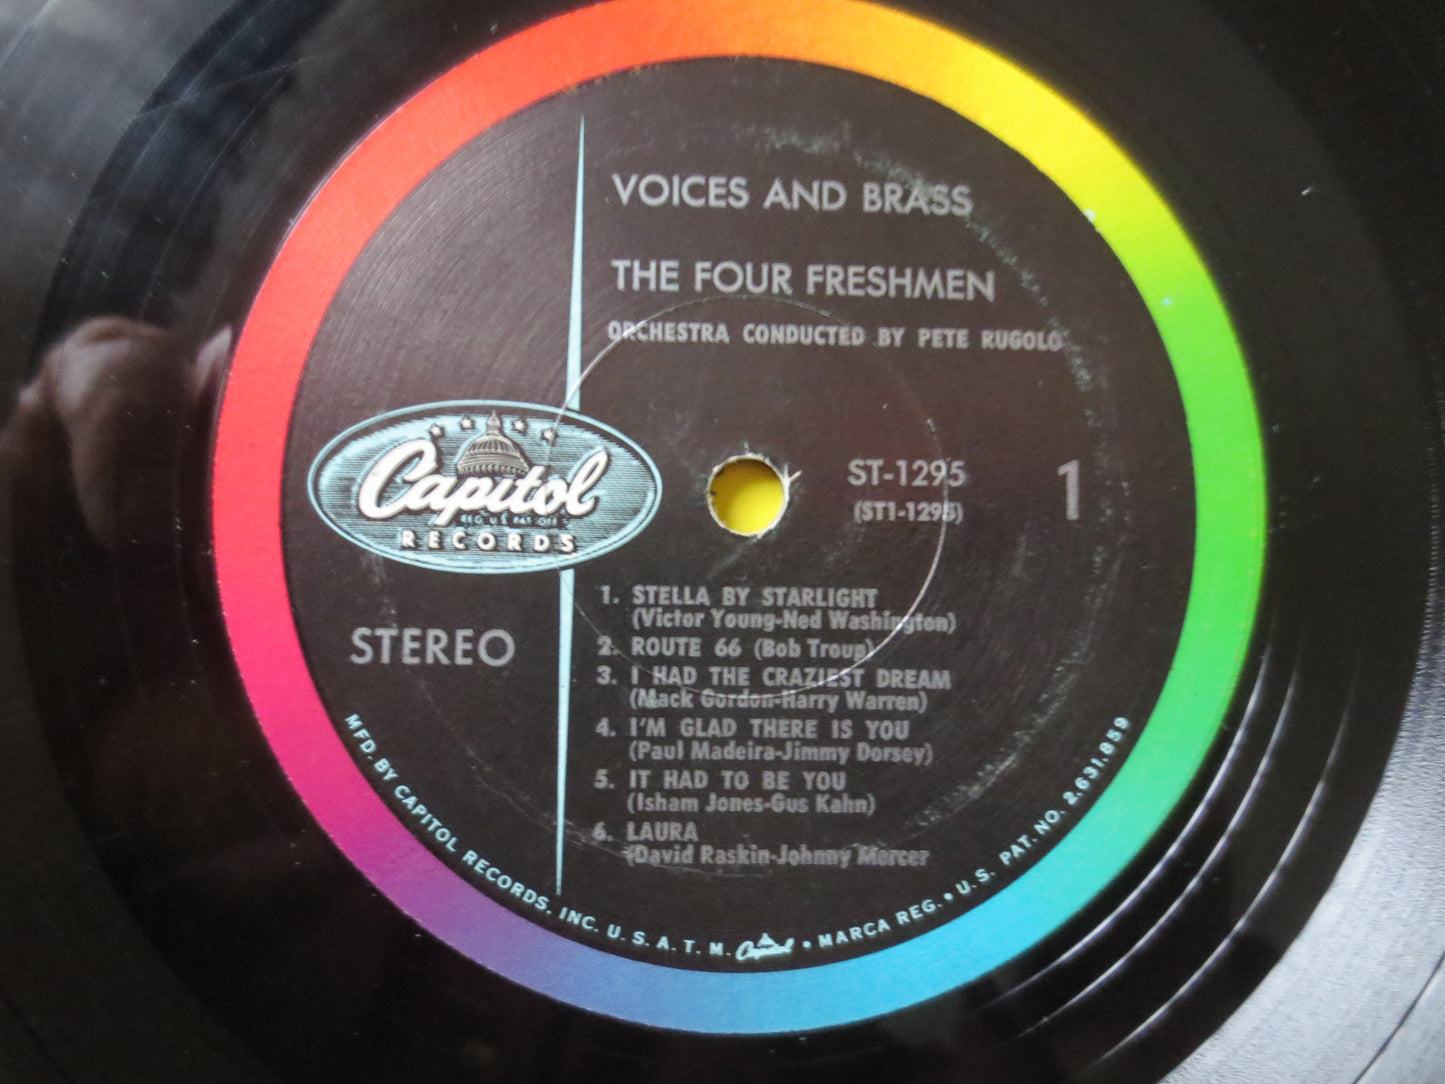 VOICES AND BRASS
THE FOUR FRESHMEN
ORCHESTRA CONDUCTED BY PETE RUGOLO
Capitol
REG. U.S. PAT. OFF.
RECORDS
ST-1295
(ST1-1295)
1
STEREO
1. STELLA BY STARLIGHT
(Victor Young-Ned Washington)
2. ROUTE 66 (Bob Troup)
3. I HAD THE CRAZIEST DREAM
(Mack Gordon-Harry Warren)
4. I'M GLAD THERE IS YOU
(Paul Madeira-Jimmy Dorsey)
5. IT HAD TO BE YOU
(Isham Jones-Gus Kahn)
6. LAURA
(David Raskin-Johnny Mercer
MFD. BY CAPITOL RECORDS, INC. U. S. A. T. M. Capitol • MARCA REG. • U.S. PAT. NO. 2,631,859